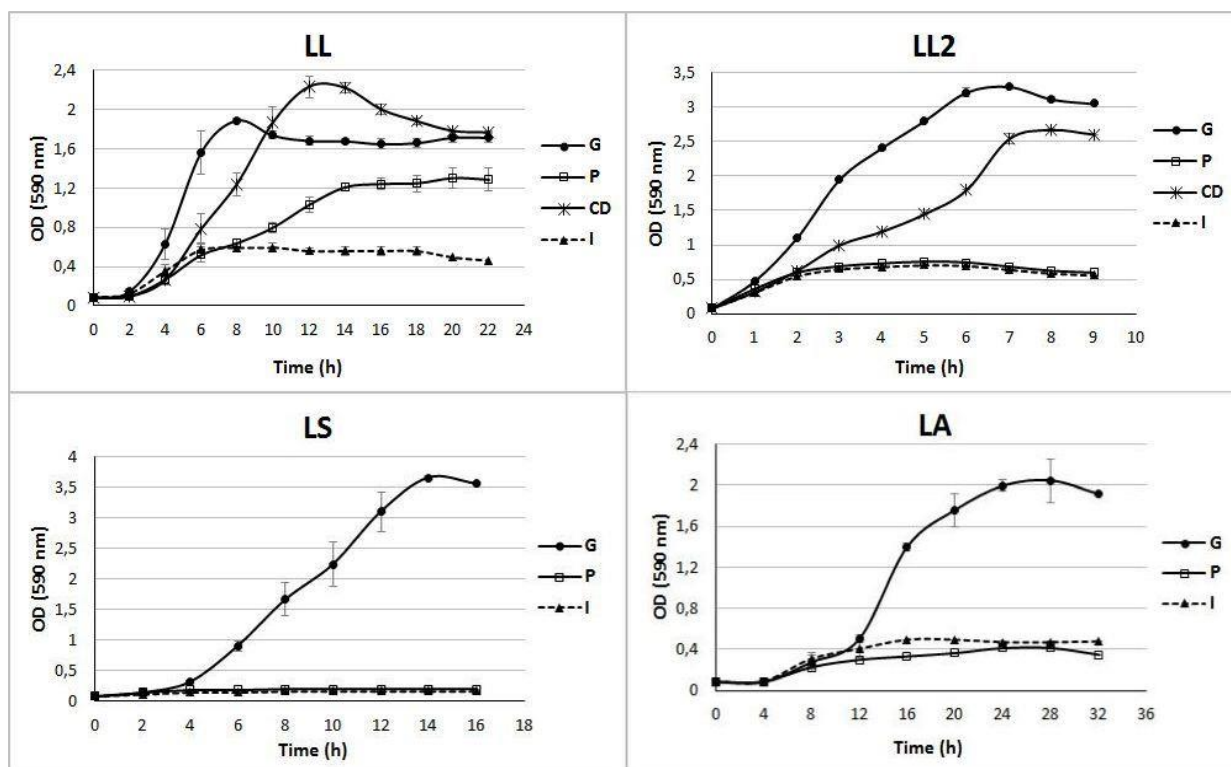 LL
2,4
2
1,6
1,2
0,8
0,4
0
OD (590 nm)
0 2 4 6 8 10 12 14 16 18 20 22 24
Time (h)
G
P
CD
I
LL2
3,5
3
2,5
2
1,5
1
0,5
0
OD (590 nm)
0 1 2 3 4 5 6 7 8 9 10
Time (h)
G
P
CD
I
LS
4
3,5
3
2,5
2
1,5
1
0,5
0
OD (590 nm)
0 2 4 6 8 10 12 14 16 18
Time (h)
G
P
I
LA
2,4
2
1,6
1,2
0,8
0,4
0
OD (590 nm)
0 4 8 12 16 20 24 28 32 36
Time (h)
G
P
I